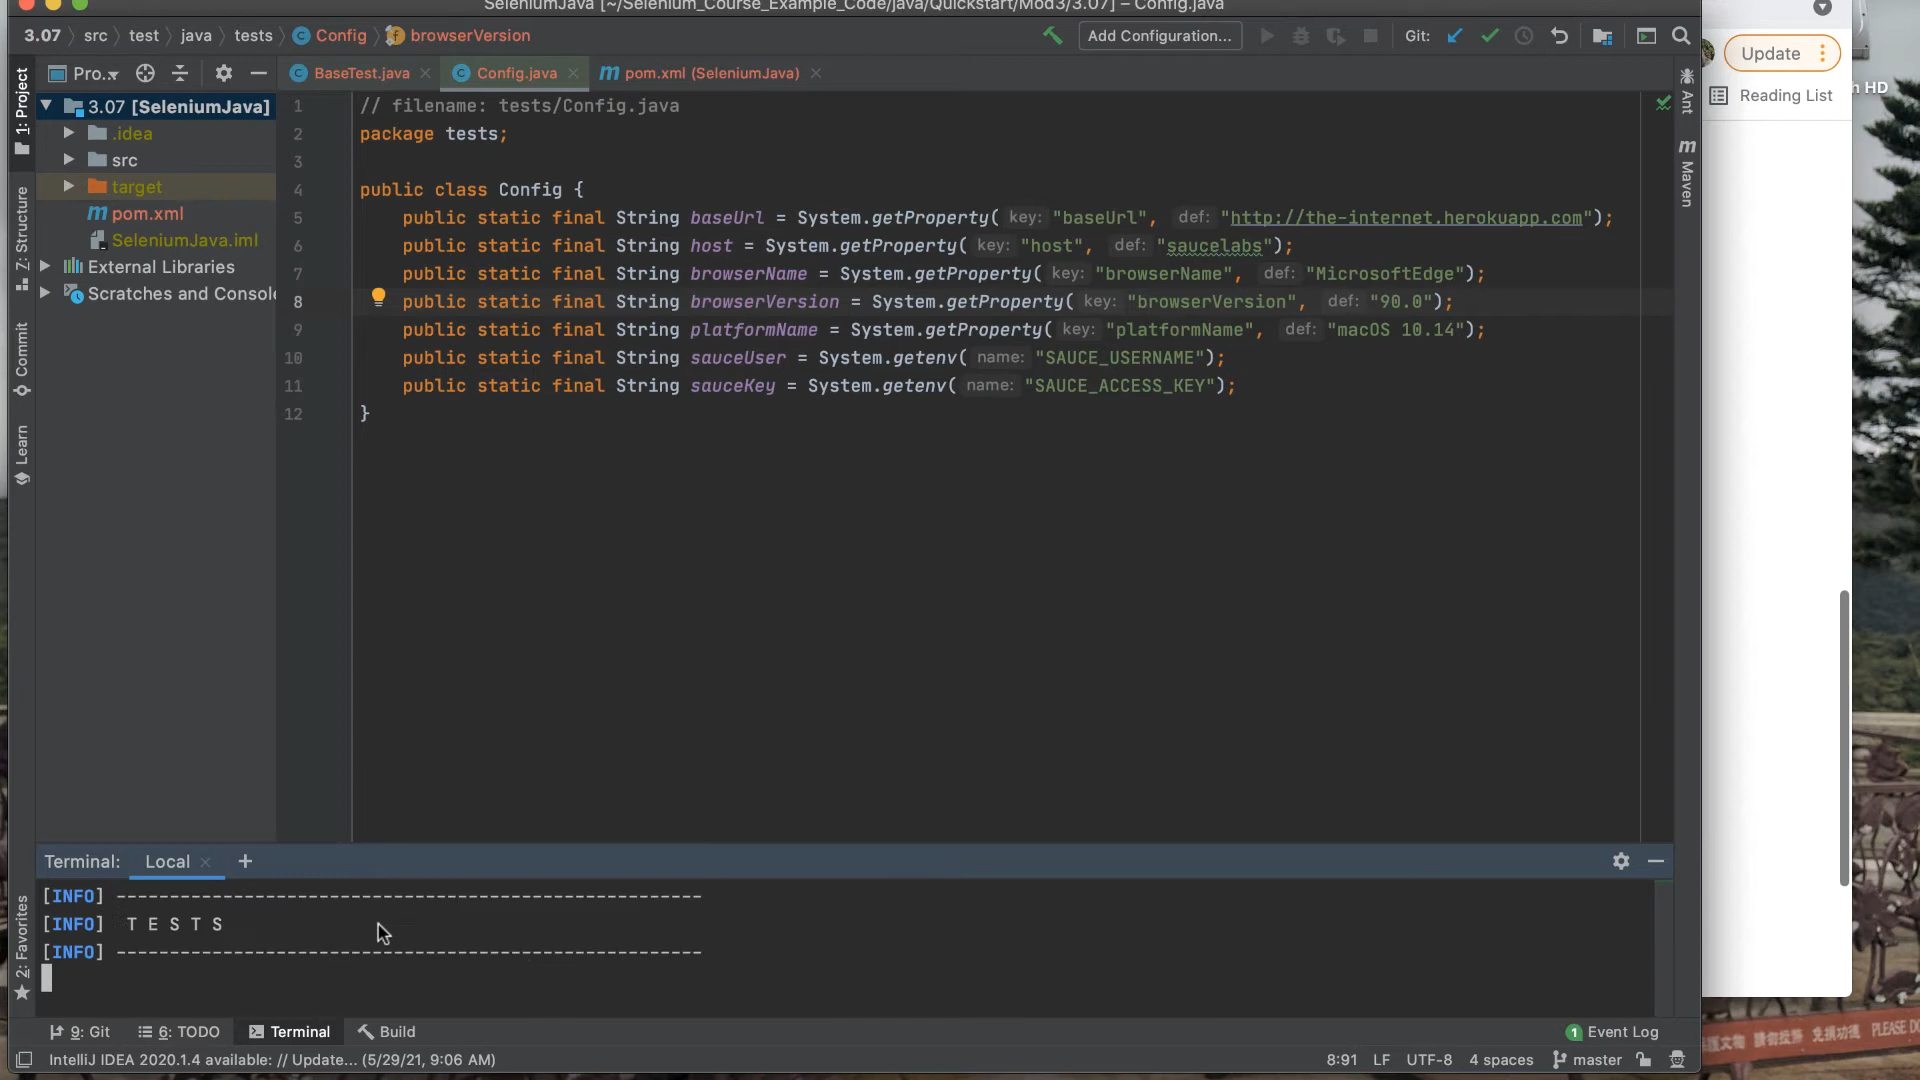 SeleniumJava [~/Selenium_Course_Example_Code/java/Quickstart/Mod3/3.07] – Config.java
3.07 src test java tests Config browserVersion
Add Configuration...
Git:
Update
Reading List
h HD
1: Project
Pro..
BaseTest.java
Config.java
pom.xml (SeleniumJava)
Ant
Maven
3.07 [SeleniumJava]
.idea
src
target
pom.xml
SeleniumJava.iml
External Libraries
Scratches and Consol
Z: Structure
Commit
Learn
2: Favorites
1 // filename: tests/Config.java
2 package tests;
3
4 public class Config {
5 public static final String baseUrl = System.getProperty( key: "baseUrl", def: "http://the-internet.herokuapp.com");
6 public static final String host = System.getProperty( key: "host", def: "saucelabs");
7 public static final String browserName = System.getProperty( key: "browserName", def: "MicrosoftEdge");
8 public static final String browserVersion = System.getProperty( key: "browserVersion", def: "90.0");
9 public static final String platformName = System.getProperty( key: "platformName", def: "macOS 10.14");
10 public static final String sauceUser = System.getenv( name: "SAUCE_USERNAME");
11 public static final String sauceKey = System.getenv( name: "SAUCE_ACCESS_KEY");
12 }
Terminal: Local
[INFO] -------------------------------------------------------
[INFO]  T E S T S
[INFO] -------------------------------------------------------
9: Git
6: TODO
Terminal
Build
1 Event Log
IntelliJ IDEA 2020.1.4 available: // Update... (5/29/21, 9:06 AM)
8:91 LF UTF-8 4 spaces master
PLEASE DO